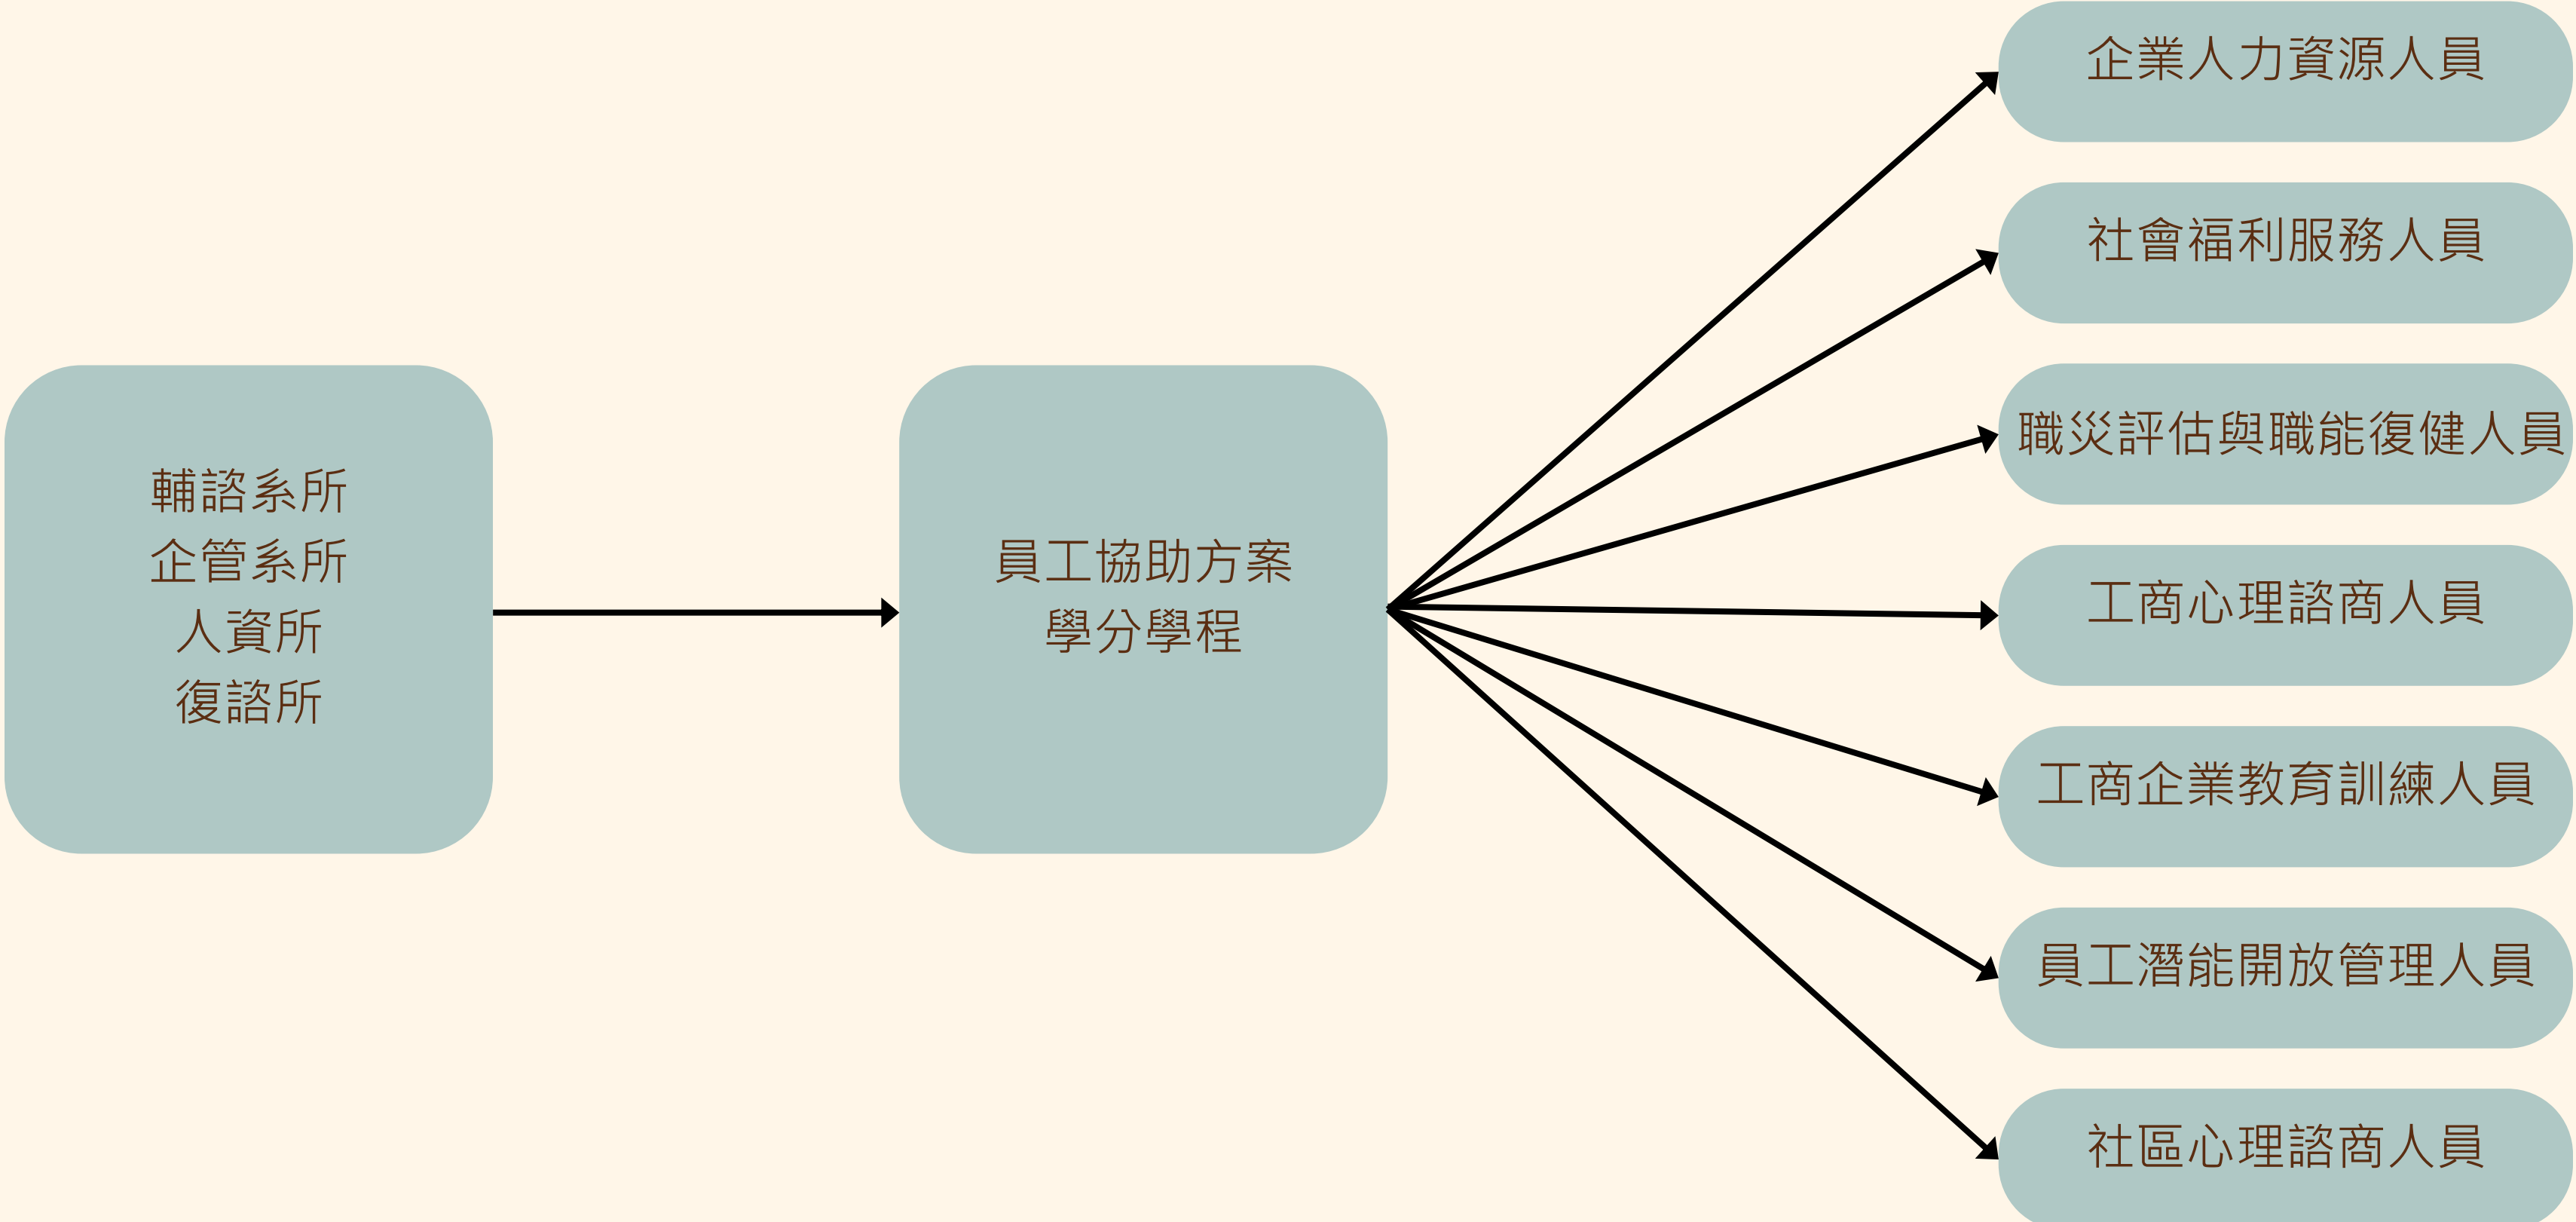 輔諮系所
企管系所
人資所
復諮所
員工協助方案
學分學程
企業人力資源人員
社會福利服務人員
職災評估與職能復健人員
工商心理諮商人員
工商企業教育訓練人員
員工潛能開放管理人員
社區心理諮商人員